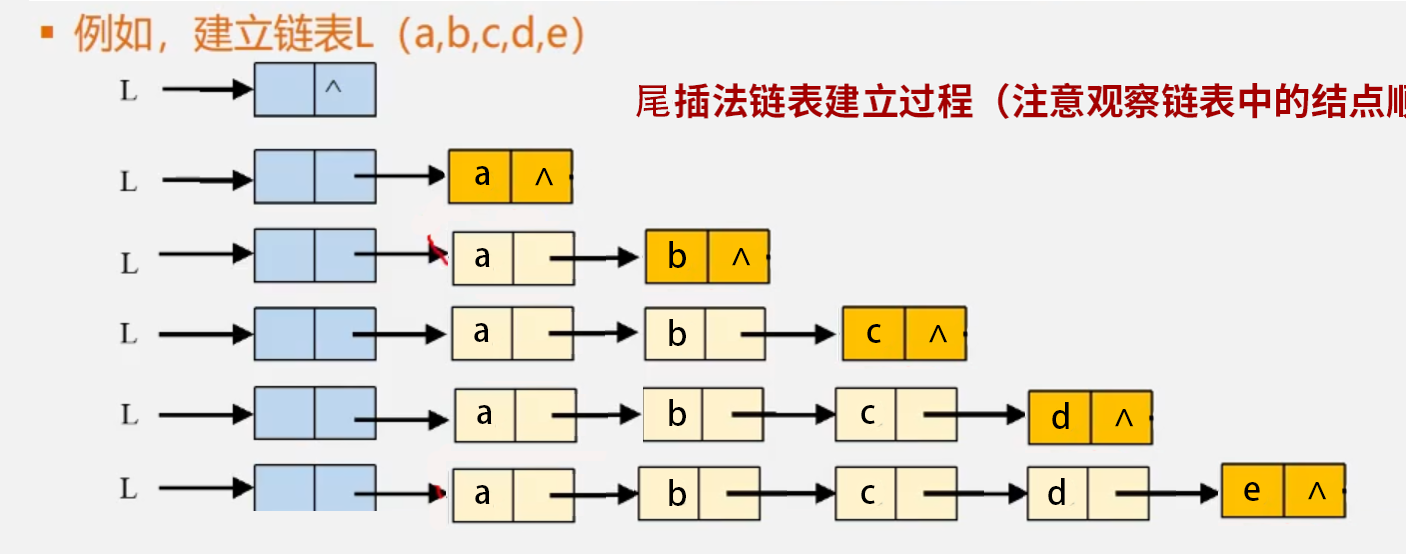 ▪ 例如，建立链表L（a,b,c,d,e）
L ^
尾插法链表建立过程（注意观察链表中的结点顺
L a ^
L a b ^
L a b c ^
L a b c d ^
L a b c d e ^